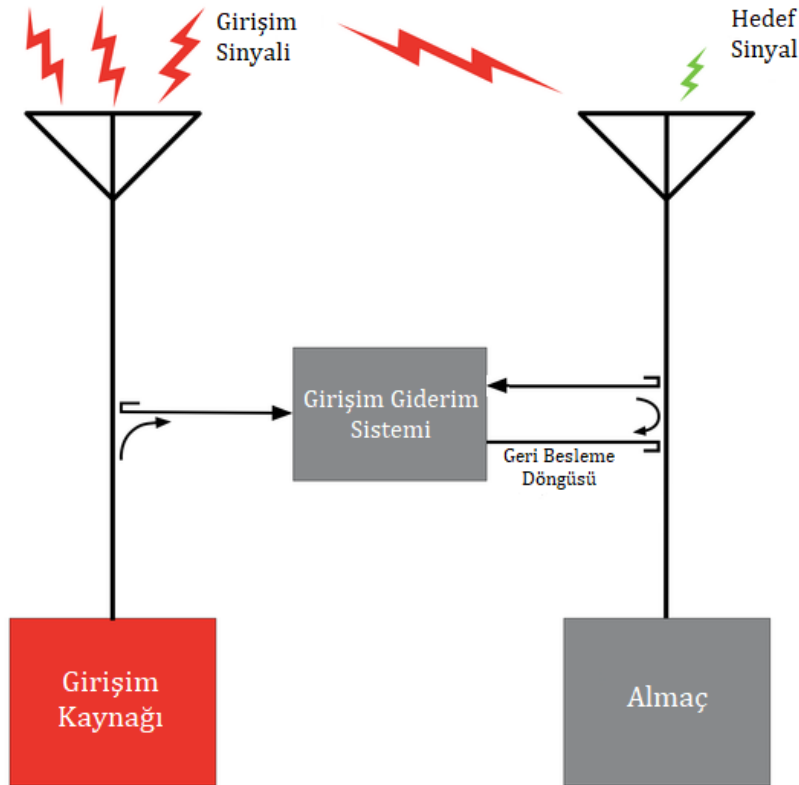 Girişim
Sinyali
Hedef
Sinyal
Girişim Giderim
Sistemi
Geri Besleme
Döngüsü
Girişim
Kaynağı
Almaç